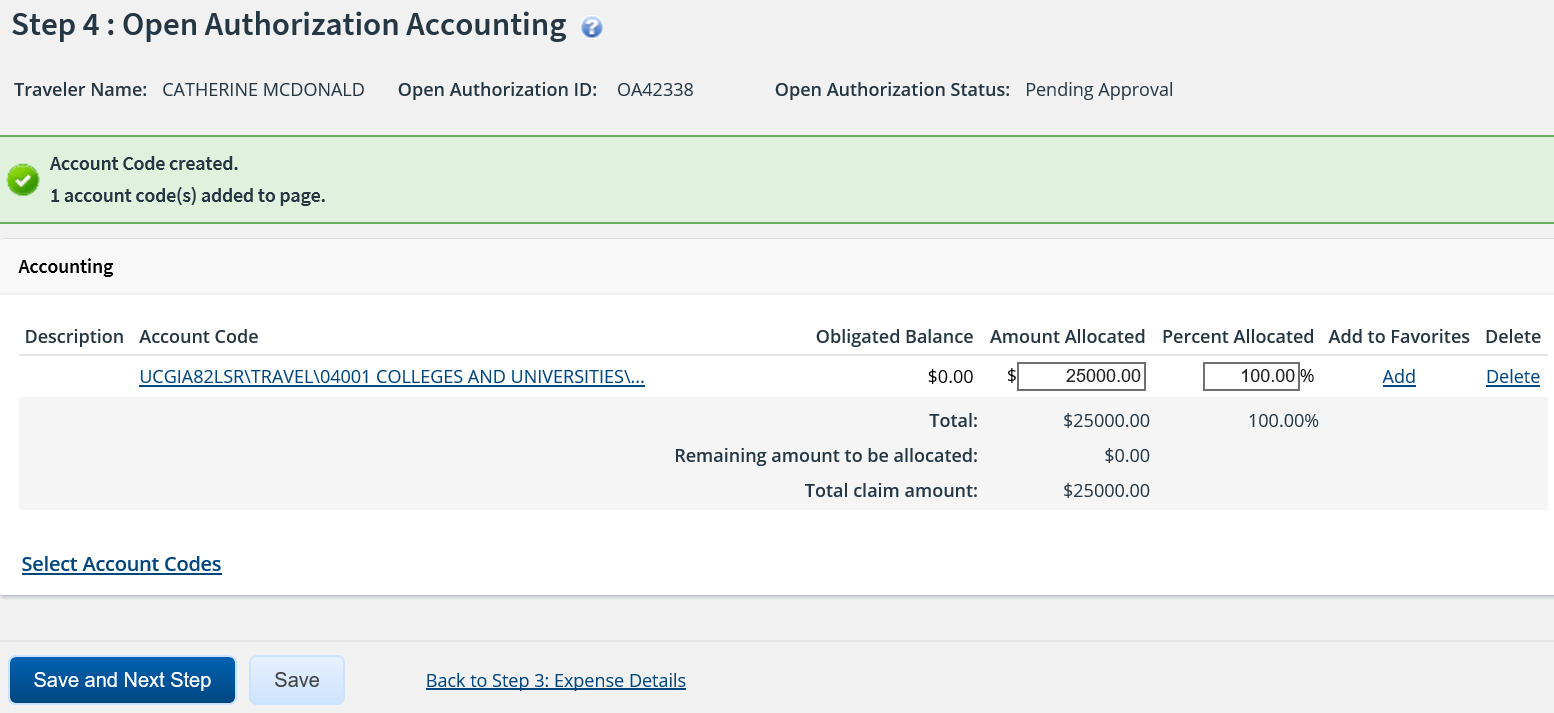 Step 4 : Open Authorization Accounting ?
Traveler Name: CATHERINE MCDONALD Open Authorization ID: OA42338 Open Authorization Status: Pending Approval
Account Code created.
1 account code(s) added to page.
Accounting
Description Account Code Obligated Balance Amount Allocated Percent Allocated Add to Favorites Delete
UCGIA82LSR\TRAVEL\04001 COLLEGES AND UNIVERSITIES\... $0.00 $25000.00 100.00% Add Delete
Total: $25000.00 100.00%
Remaining amount to be allocated: $0.00
Total claim amount: $25000.00
Select Account Codes
Save and Next Step Save Back to Step 3: Expense Details